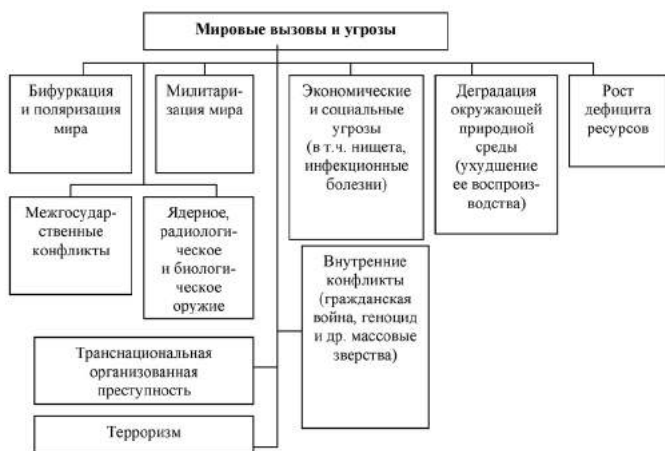 Мировые вызовы и угрозы
Бифуркация
и поляризация
мира
Милитари-
зация мира
Экономические
и социальные
угрозы
(в т.ч. нищета,
инфекционные
болезни)
Деградация
окружающей
природной
среды
(ухудшение
ее воспроиз-
водства)
Рост
дефицита
ресурсов
Межгосудар-
ственные
конфликты
Ядерное,
радиологи-
ческое
и биологи-
ческое
оружие
Внутренние
конфликты
(гражданская
война, геноцид
и др. массовые
зверства)
Транснациональная
организованная
преступность
Терроризм